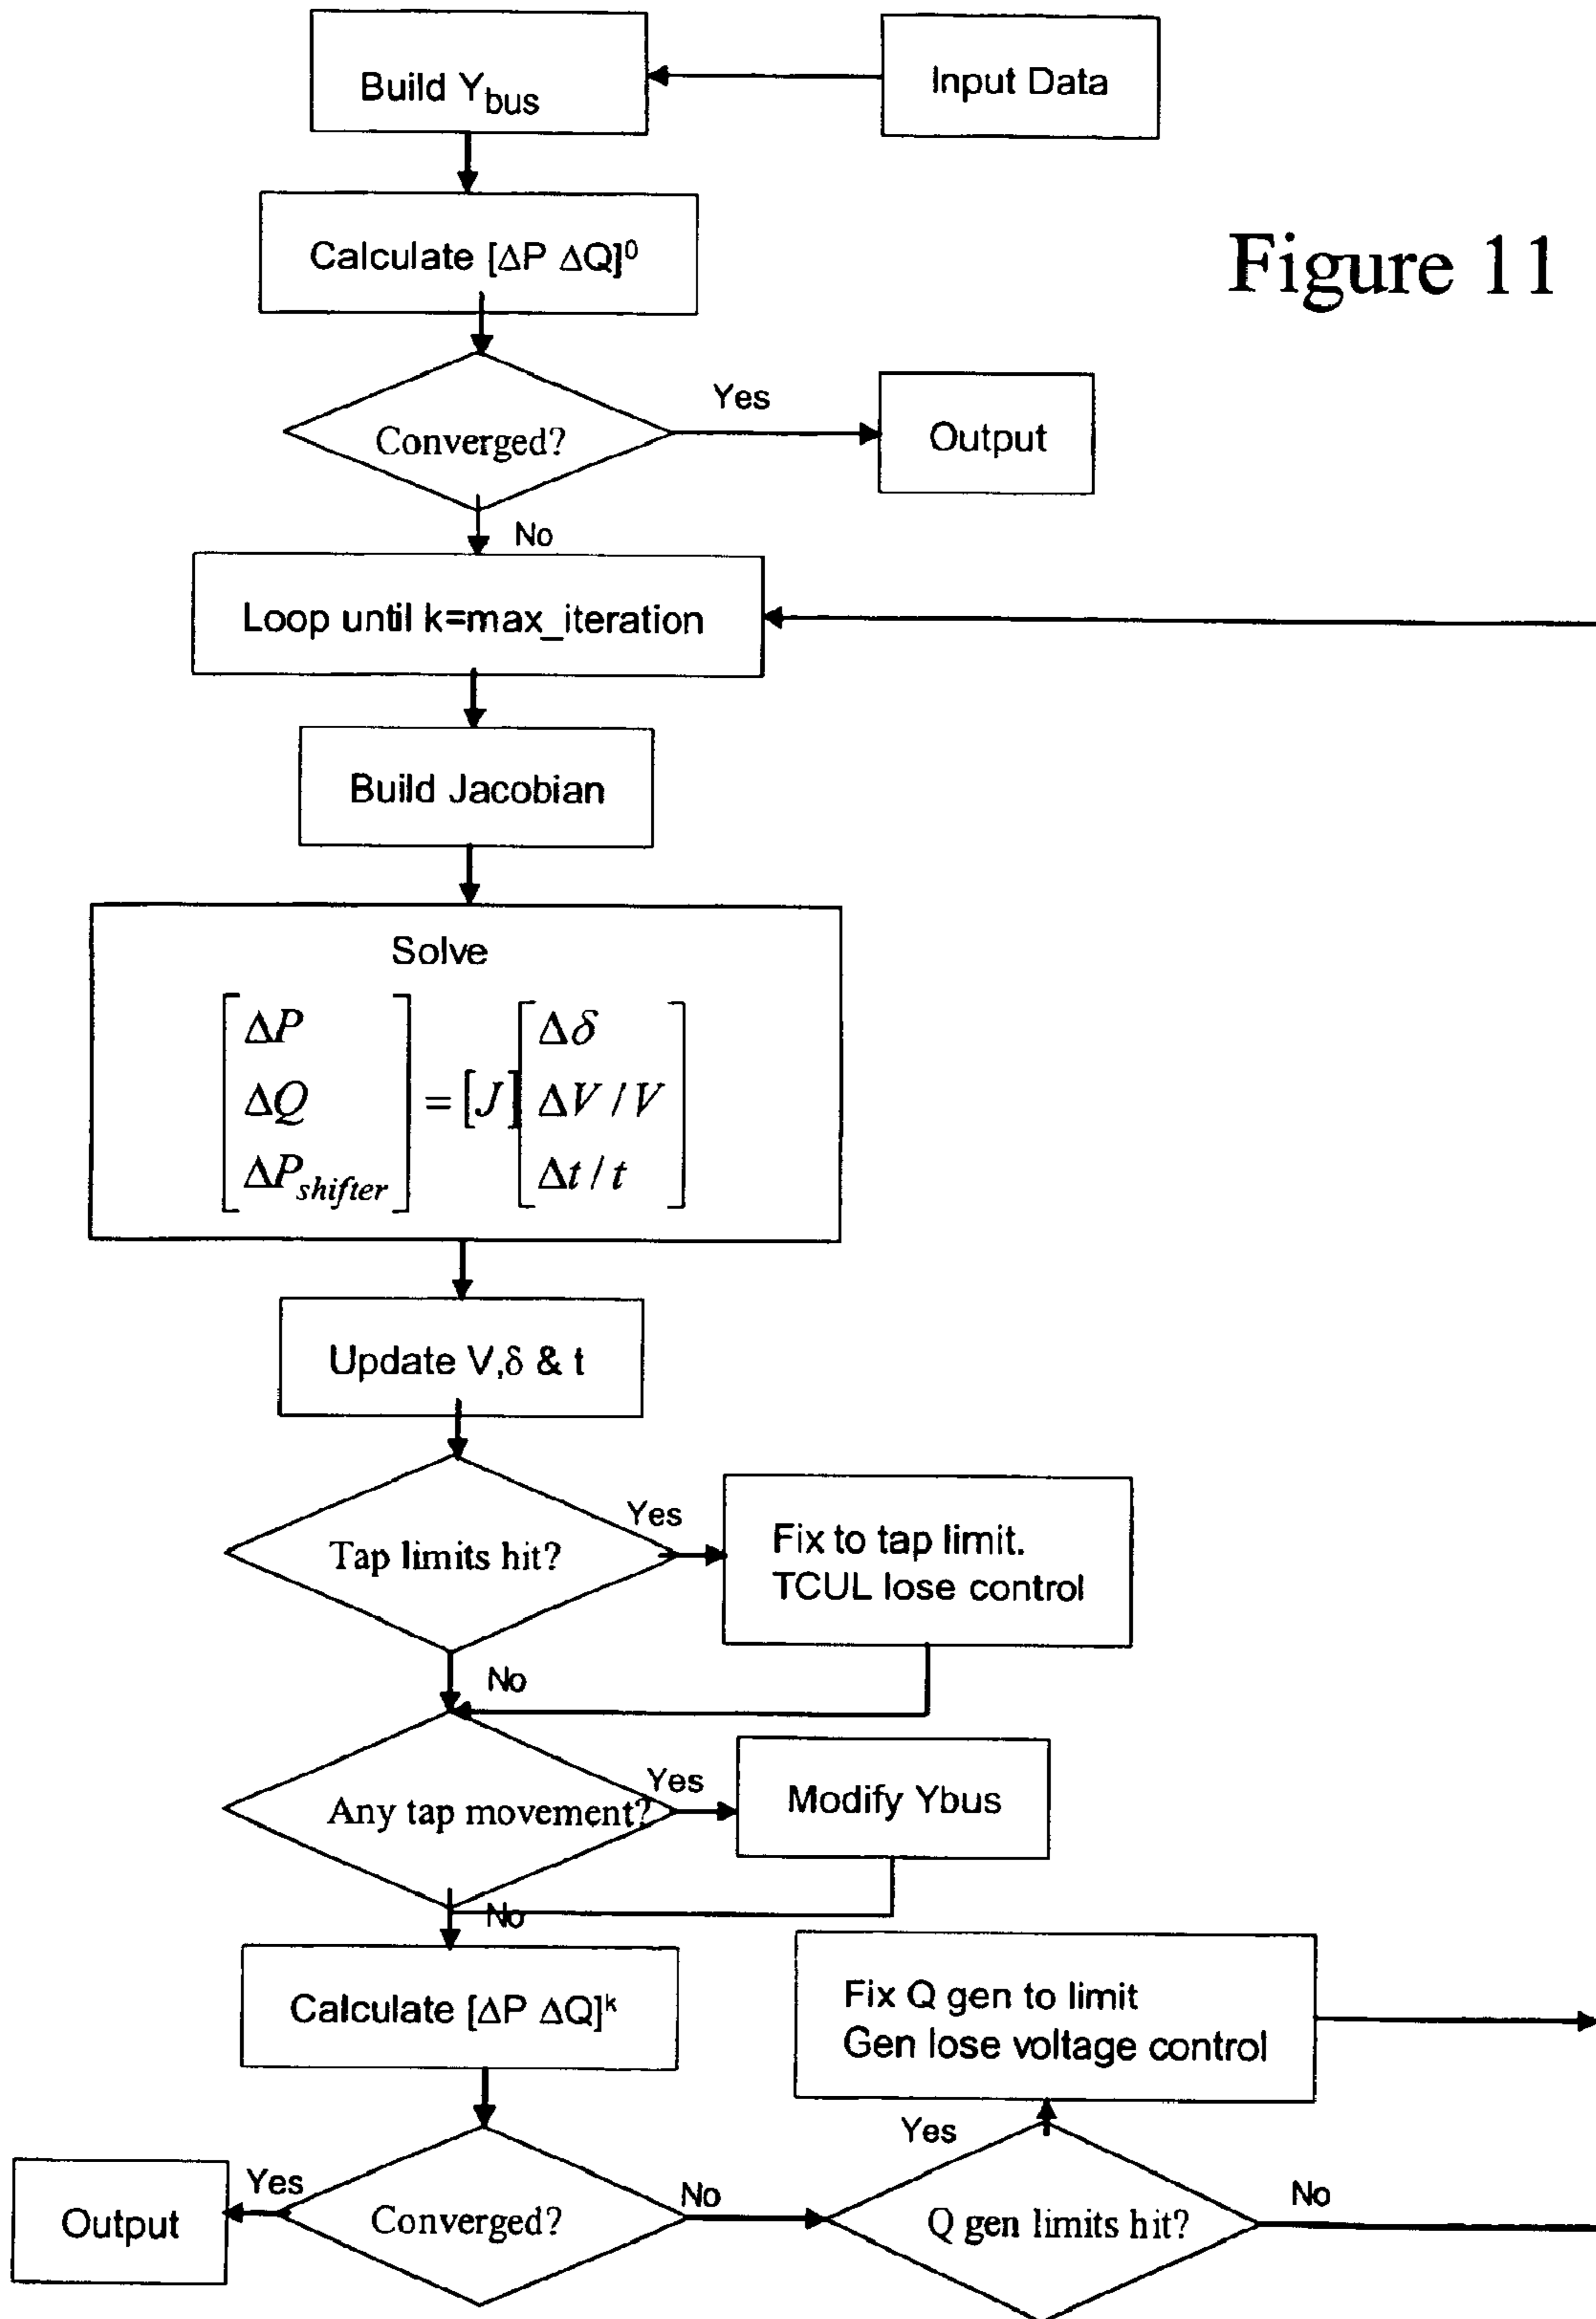 Build Y_bus
Input Data
Calculate [ΔP ΔQ]⁰
Figure 11
Converged?
Yes
Output
No
Loop until k=max_iteration
Build Jacobian
Solve
[ΔP ΔQ ΔP_shifter] = [J] [Δδ ΔV / V Δt / t]
Update V,δ & t
Tap limits hit?
Yes
Fix to tap limit.
TCUL lose control
No
Any tap movement?
Yes
Modify Ybus
No
Calculate [ΔP ΔQ]ᵏ
Fix Q gen to limit
Gen lose voltage control
Yes
Output
Yes
Converged?
No
Q gen limits hit?
No